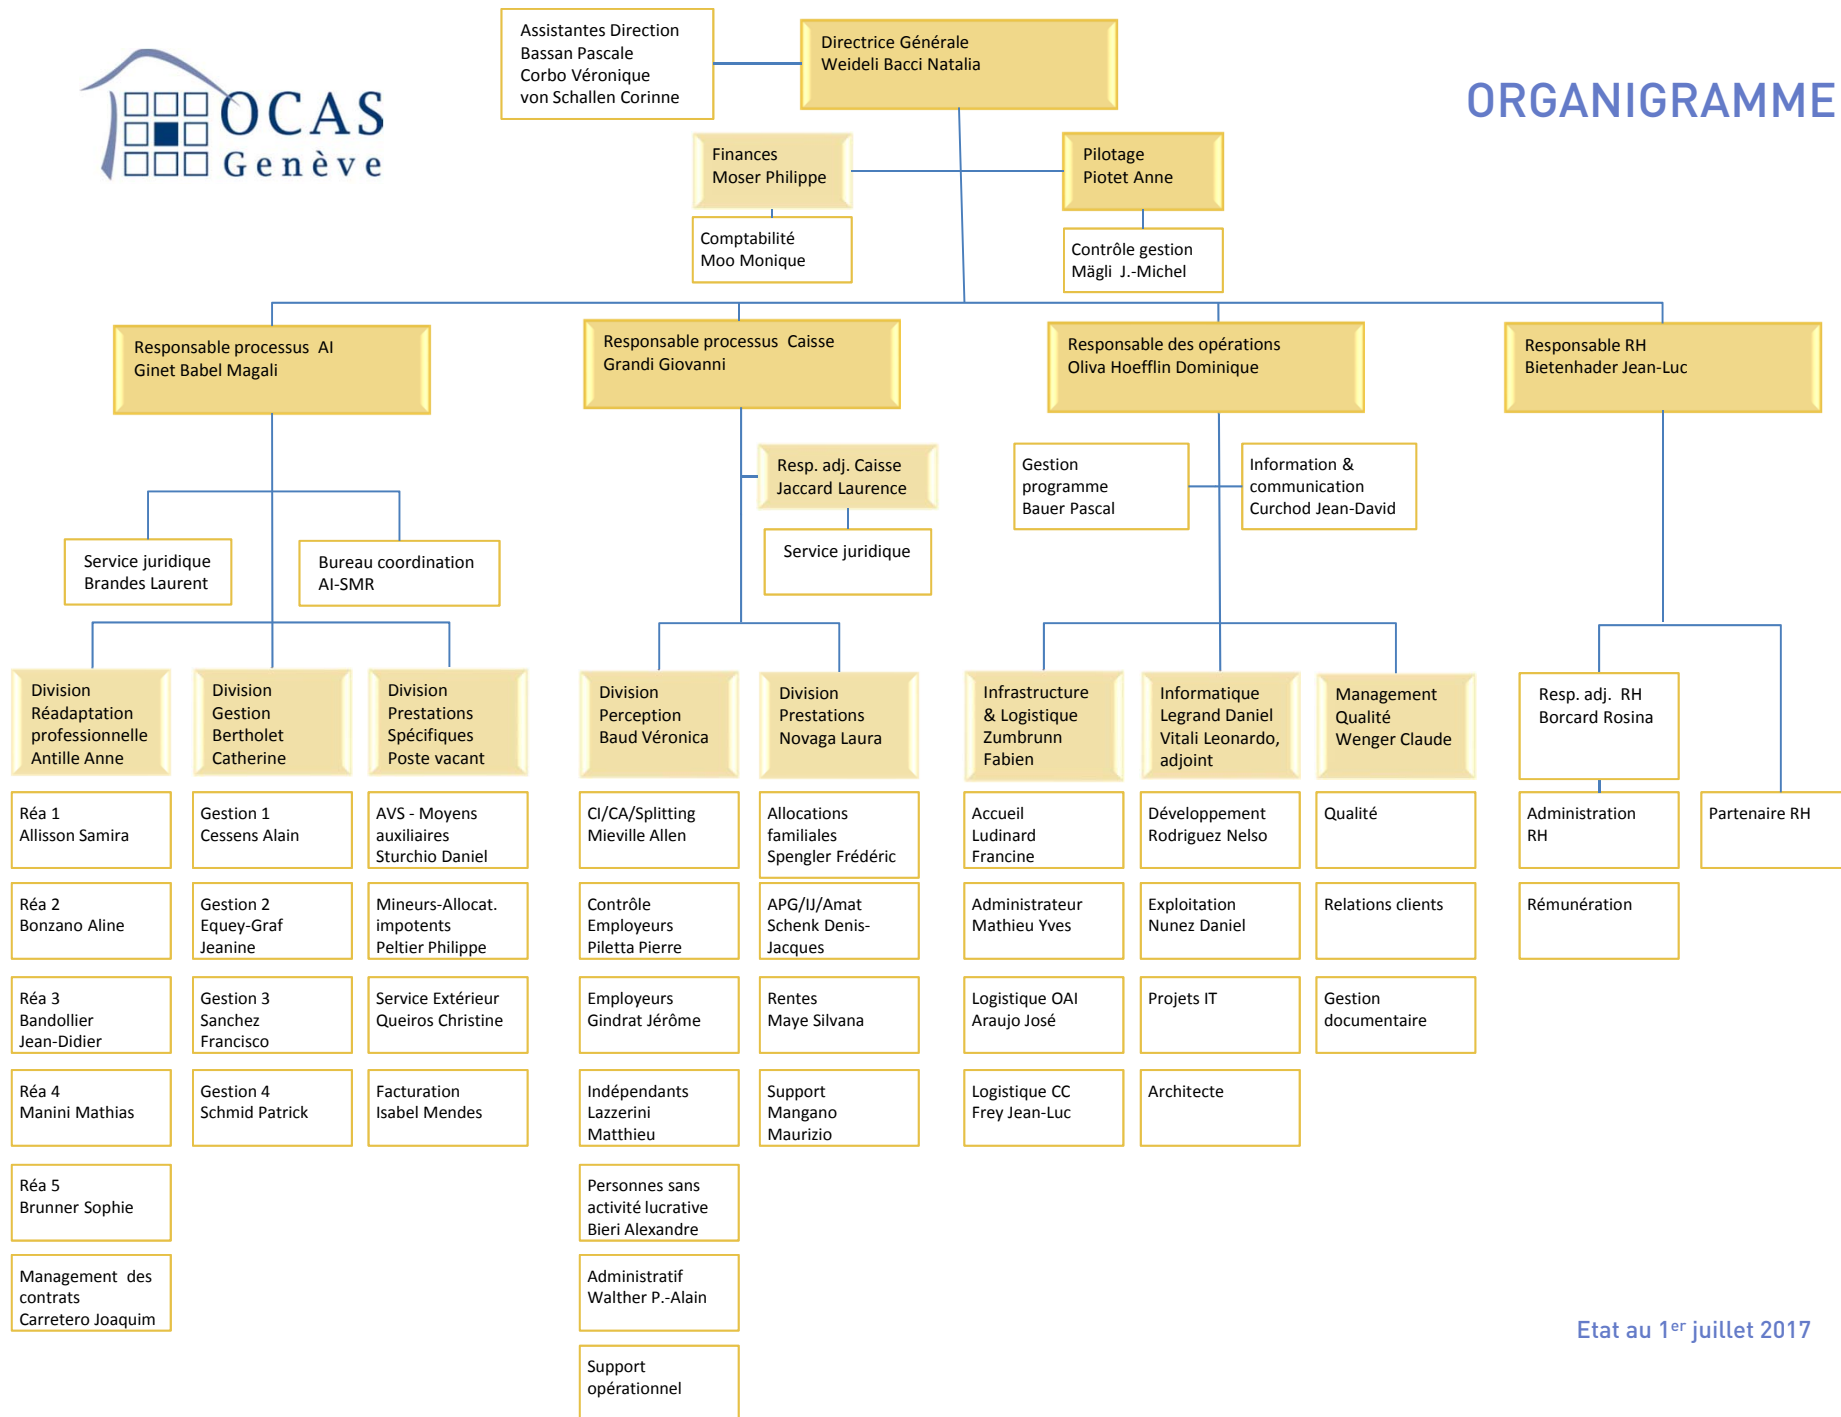 OCAS
Genève
ORGANIGRAMME
Assistantes Direction
Bassan Pascale
Corbo Véronique
von Schallen Corinne
Directrice Générale
Weideli Bacci Natalia
Finances
Moser Philippe
Pilotage
Piotet Anne
Comptabilité
Moo Monique
Contrôle gestion
Mägli J.-Michel
Responsable processus AI
Ginet Babel Magali
Responsable processus Caisse
Grandi Giovanni
Responsable des opérations
Oliva Hoefflin Dominique
Responsable RH
Bietenhader Jean-Luc
Service juridique
Brandes Laurent
Bureau coordination
AI-SMR
Resp. adj. Caisse
Jaccard Laurence
Service juridique
Gestion
programme
Bauer Pascal
Information &
communication
Curchod Jean-David
Division
Réadaptation
professionnelle
Antille Anne
Division
Gestion
Bertholet
Catherine
Division
Prestations
Spécifiques
Poste vacant
Division
Perception
Baud Véronica
Division
Prestations
Novaga Laura
Infrastructure
& Logistique
Zumbrunn
Fabien
Informatique
Legrand Daniel
Vitali Leonardo,
adjoint
Management
Qualité
Wenger Claude
Resp. adj. RH
Borcard Rosina
Réa 1
Allisson Samira
Gestion 1
Cessens Alain
AVS - Moyens
auxiliaires
Sturchio Daniel
CI/CA/Splitting
Mieville Allen
Allocations
familiales
Spengler Frédéric
Accueil
Ludinard
Francine
Développement
Rodriguez Nelso
Qualité
Administration
RH
Partenaire RH
Réa 2
Bonzano Aline
Gestion 2
Equey-Graf
Jeanine
Mineurs-Allocat.
impotents
Peltier Philippe
Contrôle
Employeurs
Piletta Pierre
APG/IJ/Amat
Schenk Denis-
Jacques
Administrateur
Mathieu Yves
Exploitation
Nunez Daniel
Relations clients
Rémunération
Réa 3
Bandollier
Jean-Didier
Gestion 3
Sanchez
Francisco
Service Extérieur
Queiros Christine
Employeurs
Gindrat Jérôme
Rentes
Maye Silvana
Logistique OAI
Araujo José
Projets IT
Gestion
documentaire
Réa 4
Manini Mathias
Gestion 4
Schmid Patrick
Facturation
Isabel Mendes
Indépendants
Lazzerini
Matthieu
Support
Mangano
Maurizio
Logistique CC
Frey Jean-Luc
Architecte
Réa 5
Brunner Sophie
Personnes sans
activité lucrative
Bieri Alexandre
Management des
contrats
Carretero Joaquim
Administratif
Walther P.-Alain
Support
opérationnel
Etat au 1er juillet 2017